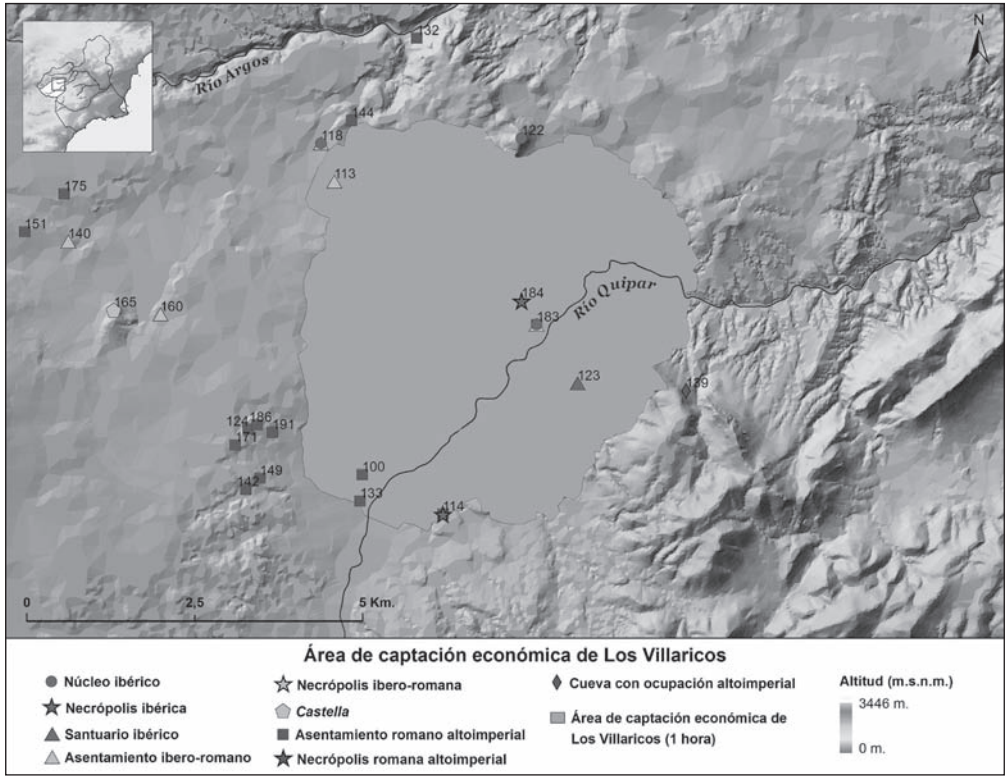 N
132
Río Argos
144
118
122
113
175
151
140
165
160
184
Río Quipar
183
123
139
124 186
191
171
149
142
100
133
114
0 2,5 5 Km.
Área de captación económica de Los Villaricos
Núcleo ibérico
Necrópolis ibérica
Santuario ibérico
Asentamiento ibero-romano
Necrópolis ibero-romana
Castella
Asentamiento romano altoimperial
Necrópolis romana altoimperial
Cueva con ocupación altoimperial
Área de captación económica de
Los Villaricos (1 hora)
Altitud (m.s.n.m.)
3446 m.
0 m.